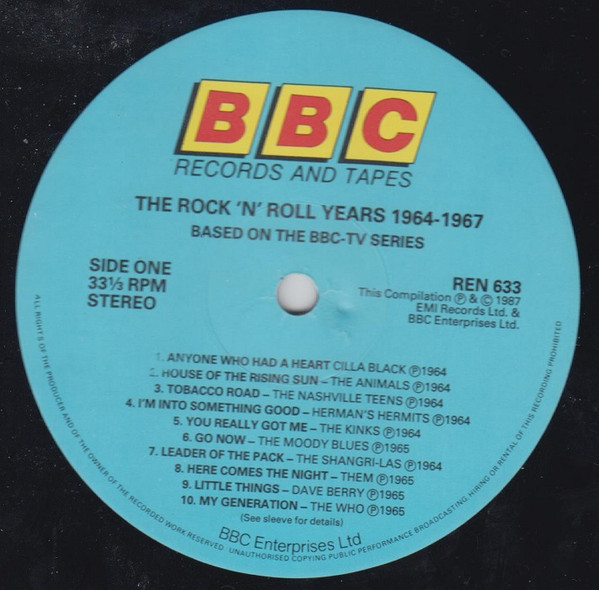 BBC
RECORDS AND TAPES
THE ROCK 'N' ROLL YEARS 1964-1967
BASED ON THE BBC-TV SERIES
SIDE ONE
33⅓ RPM
STEREO
REN 633
This Compilation ℗ & © 1987
EMI Records Ltd. &
BBC Enterprises Ltd.
1. ANYONE WHO HAD A HEART CILLA BLACK ℗1964
2. HOUSE OF THE RISING SUN – THE ANIMALS ℗1964
3. TOBACCO ROAD – THE NASHVILLE TEENS ℗1964
4. I'M INTO SOMETHING GOOD – HERMAN'S HERMITS ℗1964
5. YOU REALLY GOT ME – THE KINKS ℗1964
6. GO NOW – THE MOODY BLUES ℗1965
7. LEADER OF THE PACK – THE SHANGRI-LAS ℗1964
8. HERE COMES THE NIGHT – THEM ℗1965
9. LITTLE THINGS – DAVE BERRY ℗1965
10. MY GENERATION – THE WHO ℗1965
(See sleeve for details)
BBC Enterprises Ltd
ALL RIGHTS OF THE PRODUCER AND OF THE OWNER OF THE RECORDED WORK RESERVED UNAUTHORISED COPYING PUBLIC PERFORMANCE BROADCASTING HIRING OR RENTAL OF THIS RECORDING PROHIBITED